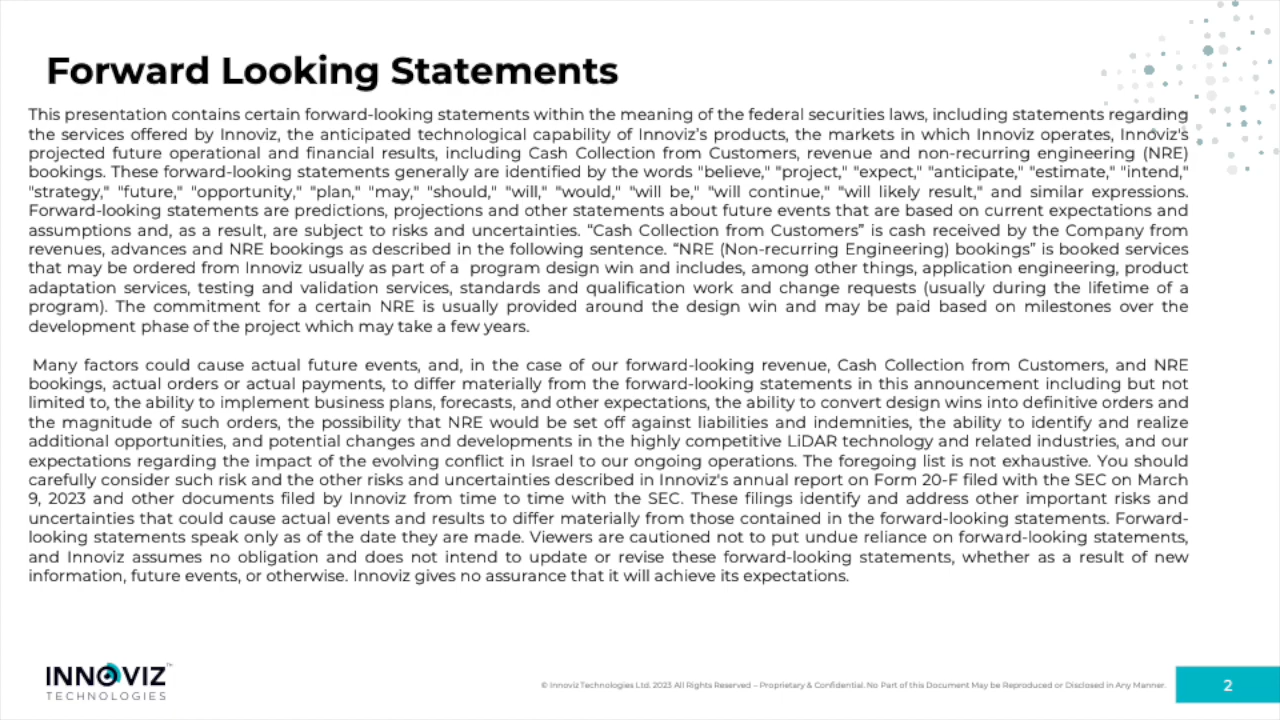 Forward Looking Statements
This presentation contains certain forward-looking statements within the meaning of the federal securities laws, including statements regarding
the services offered by Innoviz, the anticipated technological capability of Innoviz's products, the markets in which Innoviz operates, Innoviz's
projected future operational and financial results, including Cash Collection from Customers, revenue and non-recurring engineering (NRE)
bookings. These forward-looking statements generally are identified by the words "believe," "project," "expect," "anticipate," "estimate," "intend,"
"strategy," "future," "opportunity," "plan," "may," "should," "will," "would," "will be," "will continue," "will likely result," and similar expressions.
Forward-looking statements are predictions, projections and other statements about future events that are based on current expectations and
assumptions and, as a result, are subject to risks and uncertainties. “Cash Collection from Customers” is cash received by the Company from
revenues, advances and NRE bookings as described in the following sentence. “NRE (Non-recurring Engineering) bookings” is booked services
that may be ordered from Innoviz usually as part of a program design win and includes, among other things, application engineering, product
adaptation services, testing and validation services, standards and qualification work and change requests (usually during the lifetime of a
program). The commitment for a certain NRE is usually provided around the design win and may be paid based on milestones over the
development phase of the project which may take a few years.
Many factors could cause actual future events, and, in the case of our forward-looking revenue, Cash Collection from Customers, and NRE
bookings, actual orders or actual payments, to differ materially from the forward-looking statements in this announcement including but not
limited to, the ability to implement business plans, forecasts, and other expectations, the ability to convert design wins into definitive orders and
the magnitude of such orders, the possibility that NRE would be set off against liabilities and indemnities, the ability to identify and realize
additional opportunities, and potential changes and developments in the highly competitive LiDAR technology and related industries, and our
expectations regarding the impact of the evolving conflict in Israel to our ongoing operations. The foregoing list is not exhaustive. You should
carefully consider such risk and the other risks and uncertainties described in Innoviz's annual report on Form 20-F filed with the SEC on March
9, 2023 and other documents filed by Innoviz from time to time with the SEC. These filings identify and address other important risks and
uncertainties that could cause actual events and results to differ materially from those contained in the forward-looking statements. Forward-
looking statements speak only as of the date they are made. Viewers are cautioned not to put undue reliance on forward-looking statements,
and Innoviz assumes no obligation and does not intend to update or revise these forward-looking statements, whether as a result of new
information, future events, or otherwise. Innoviz gives no assurance that it will achieve its expectations.
INNOVIZ™
TECHNOLOGIES
© Innoviz Technologies Ltd. 2023 All Rights Reserved – Proprietary & Confidential. No Part of this Document May be Reproduced or Disclosed in Any Manner.
2